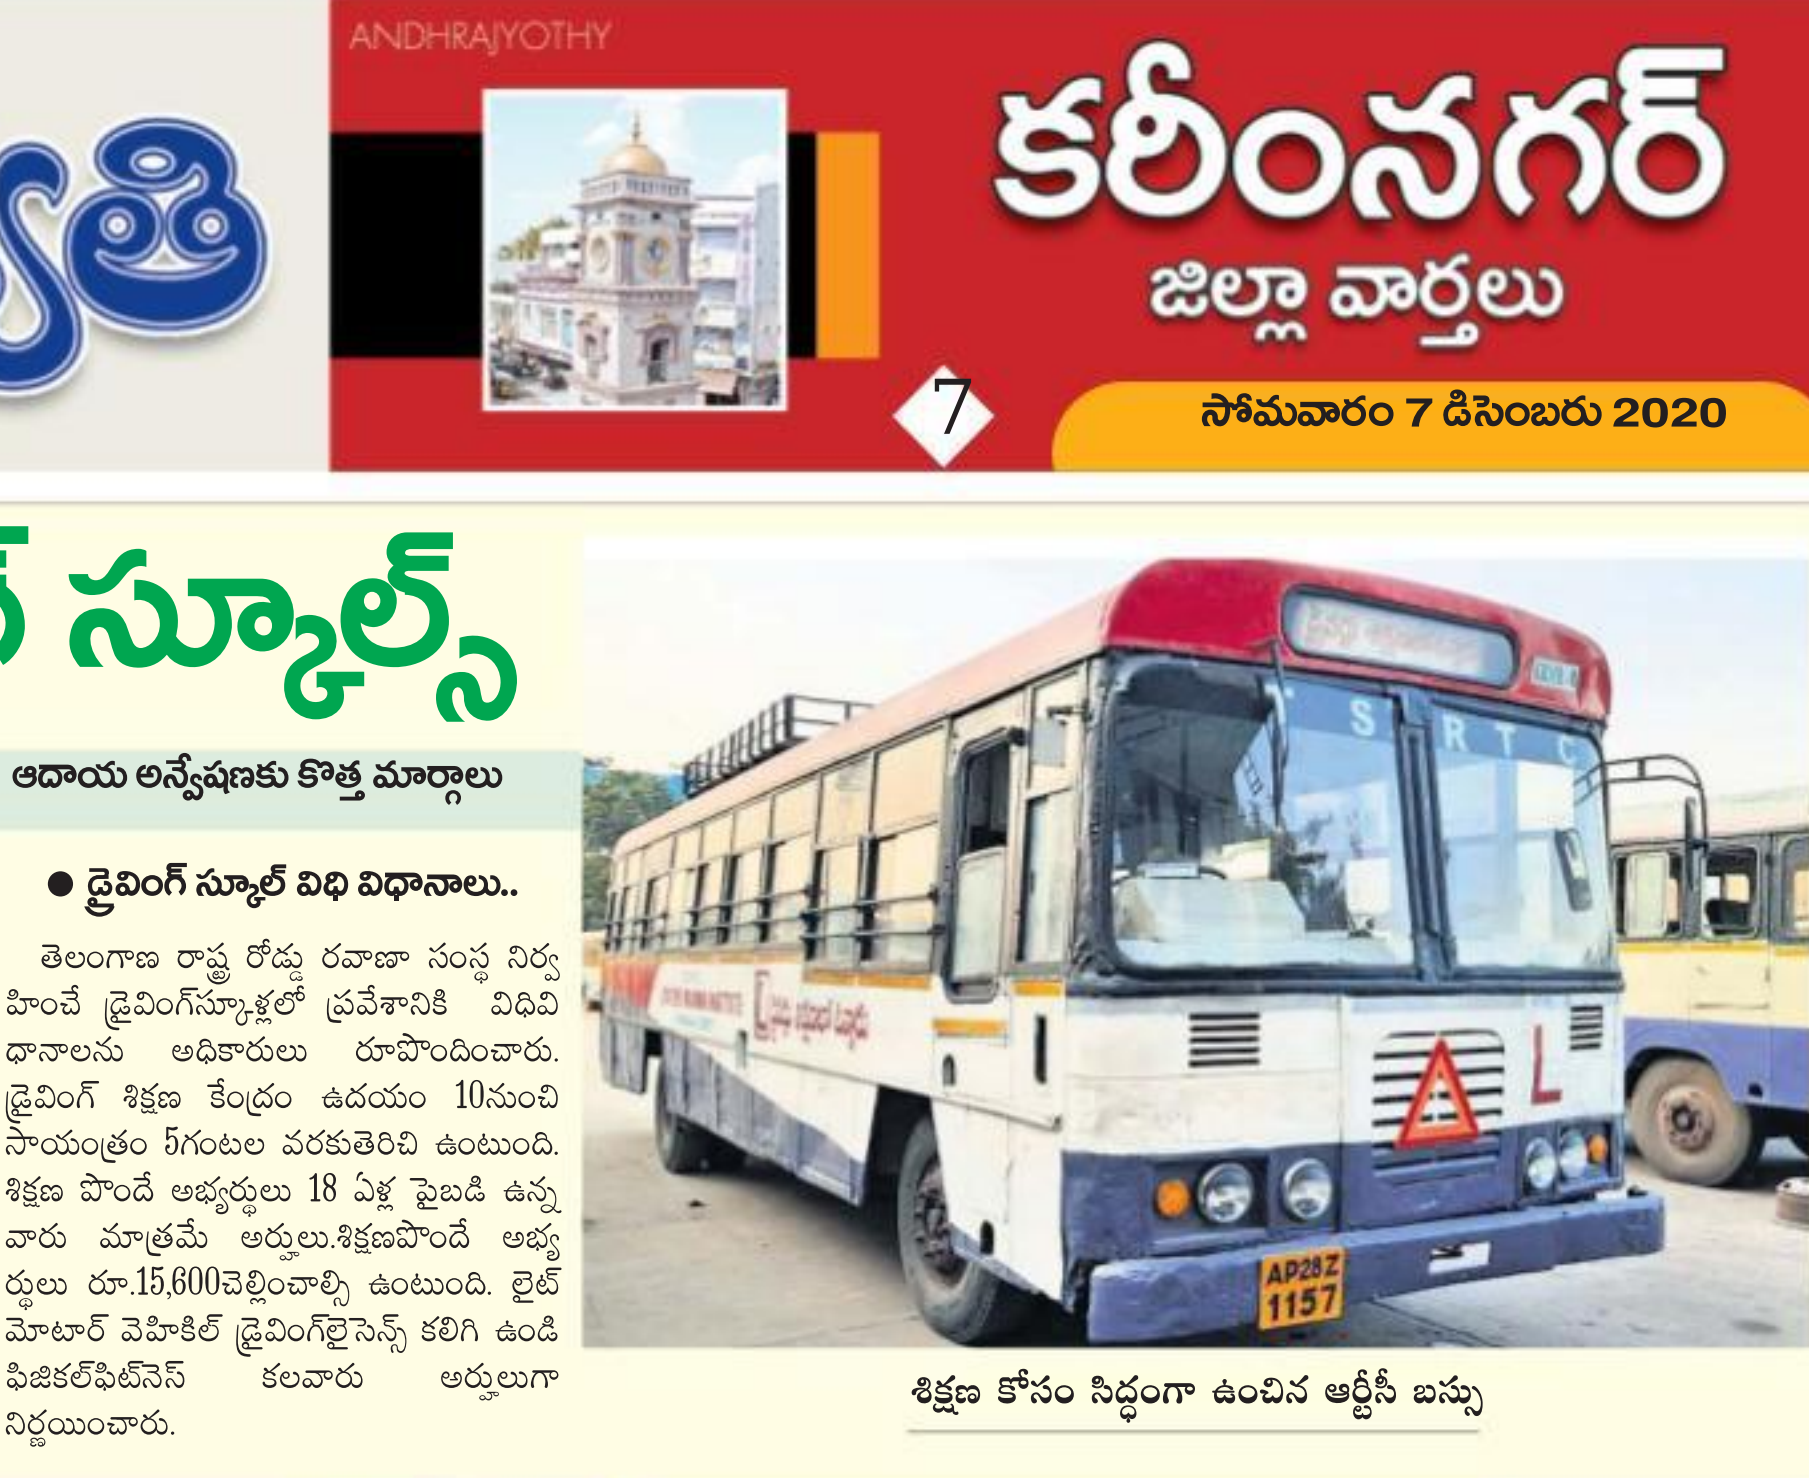 ANDHRAJYOTHY
కరీంనగర్
జిల్లా వార్తలు
7
సోమవారం 7 డిసెంబరు 2020
స్కూల్స్
ఆదాయ అన్వేషణకు కొత్త మార్గాలు
● డ్రైవింగ్ స్కూల్ విధి విధానాలు..
తెలంగాణ రాష్ట్ర రోడ్డు రవాణా సంస్థ నిర్వ
హించే డ్రైవింగ్‌స్కూళ్లలో ప్రవేశానికి విధివి
ధానాలను అధికారులు రూపొందించారు.
డ్రైవింగ్ శిక్షణ కేంద్రం ఉదయం 10నుంచి
సాయంత్రం 5గంటల వరకుతెరిచి ఉంటుంది.
శిక్షణ పొందే అభ్యర్థులు 18 ఏళ్ల పైబడి ఉన్న
వారు మాత్రమే అర్హులు.శిక్షణపొందే అభ్య
ర్థులు రూ.15,600చెల్లించాల్సి ఉంటుంది. లైట్
మోటార్ వెహికిల్ డ్రైవింగ్‌లైసెన్స్ కలిగి ఉండి
ఫిజికల్‌ఫిట్‌నెస్ కలవారు అర్హులుగా
నిర్ణయించారు.
S R T C
L
AP28Z
1157
శిక్షణ కోసం సిద్ధంగా ఉంచిన ఆర్టీసీ బస్సు